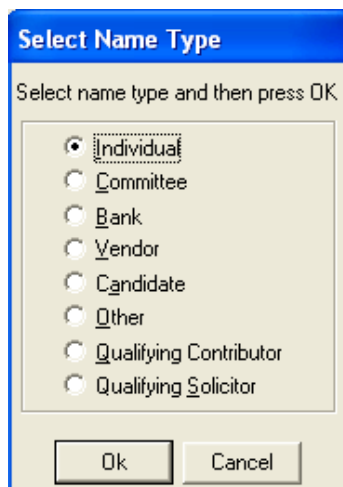 Select Name Type
Select name type and then press OK
Individual
Committee
Bank
Vendor
Candidate
Other
Qualifying Contributor
Qualifying Solicitor
Ok Cancel